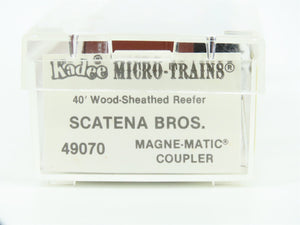 Kadee MICRO-TRAINS®
40' Wood-Sheathed Reefer
SCATENA BROS.
49070 MAGNE-MATIC® COUPLER